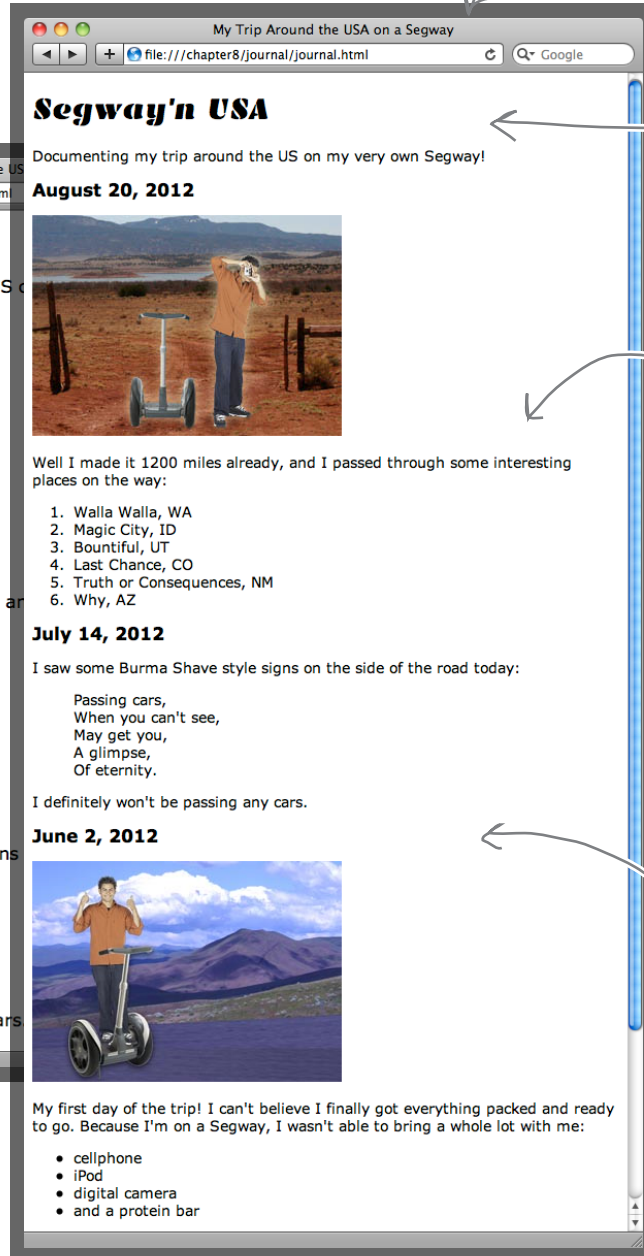 My Trip Around the USA on a Segway
file:///chapter8/journal/journal.html
Google
Segway'n USA
Documenting my trip around the US on my very own Segway!
August 20, 2012
Well I made it 1200 miles already, and I passed through some interesting
places on the way:
1. Walla Walla, WA
2. Magic City, ID
3. Bountiful, UT
4. Last Chance, CO
5. Truth or Consequences, NM
6. Why, AZ
July 14, 2012
I saw some Burma Shave style signs on the side of the road today:
Passing cars,
When you can't see,
May get you,
A glimpse,
Of eternity.
I definitely won't be passing any cars.
June 2, 2012
My first day of the trip! I can't believe I finally got everything packed and ready
to go. Because I'm on a Segway, I wasn't able to bring a whole lot with me:
• cellphone
• iPod
• digital camera
• and a protein bar